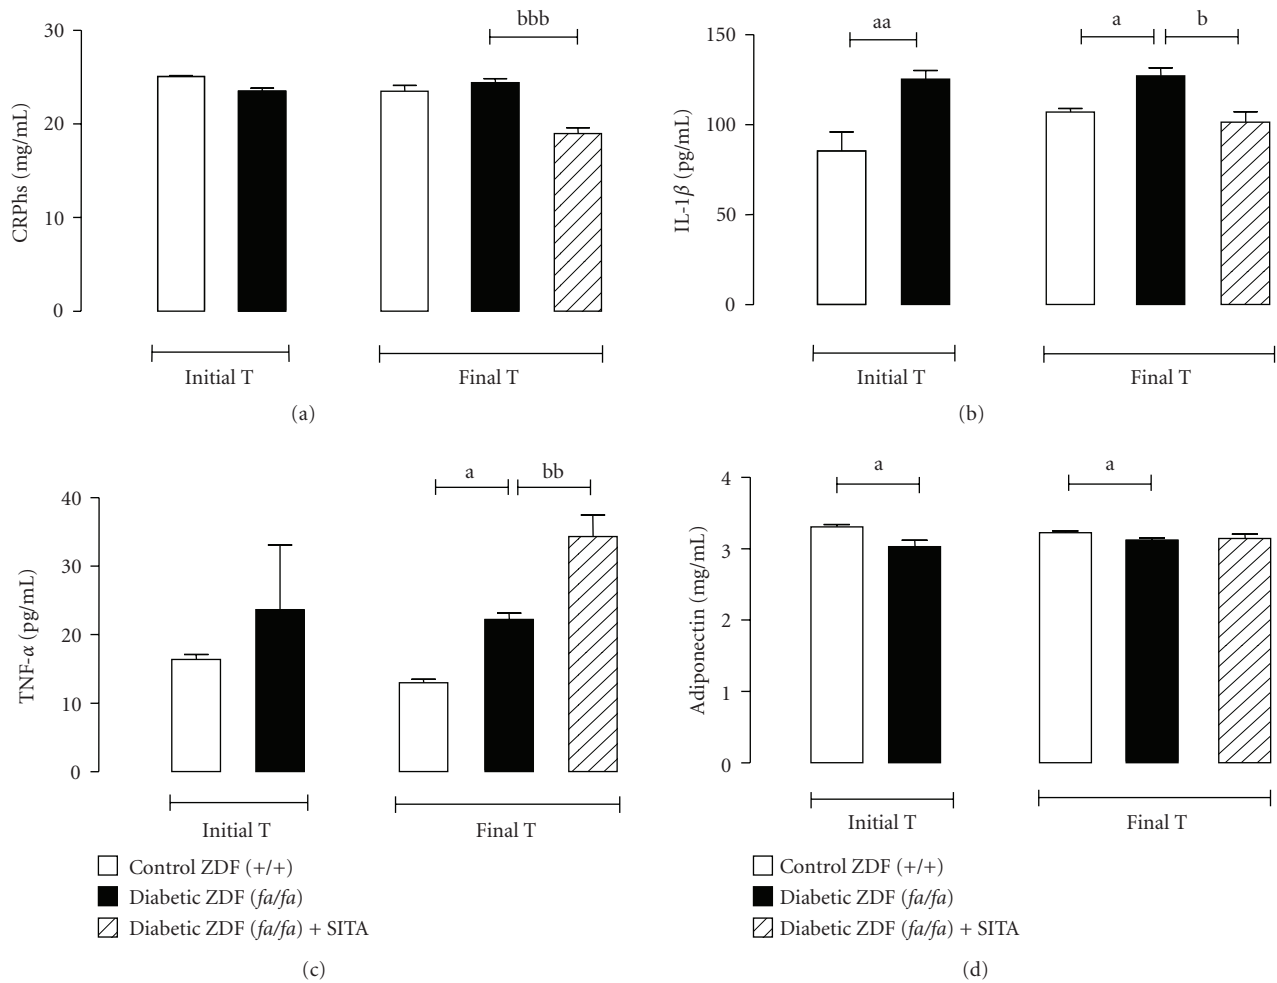 bbb
30
20
10
0
CRPhs (mg/mL)
Initial T
Final T
(a)
aa
a
b
150
100
50
0
IL-1β (pg/mL)
Initial T
Final T
(b)
a
bb
40
30
20
10
0
TNF-α (pg/mL)
Initial T
Final T
Control ZDF (+/+)
Diabetic ZDF (fa/fa)
Diabetic ZDF (fa/fa) + SITA
(c)
a
a
4
3
2
1
0
Adiponectin (mg/mL)
Initial T
Final T
Control ZDF (+/+)
Diabetic ZDF (fa/fa)
Diabetic ZDF (fa/fa) + SITA
(d)